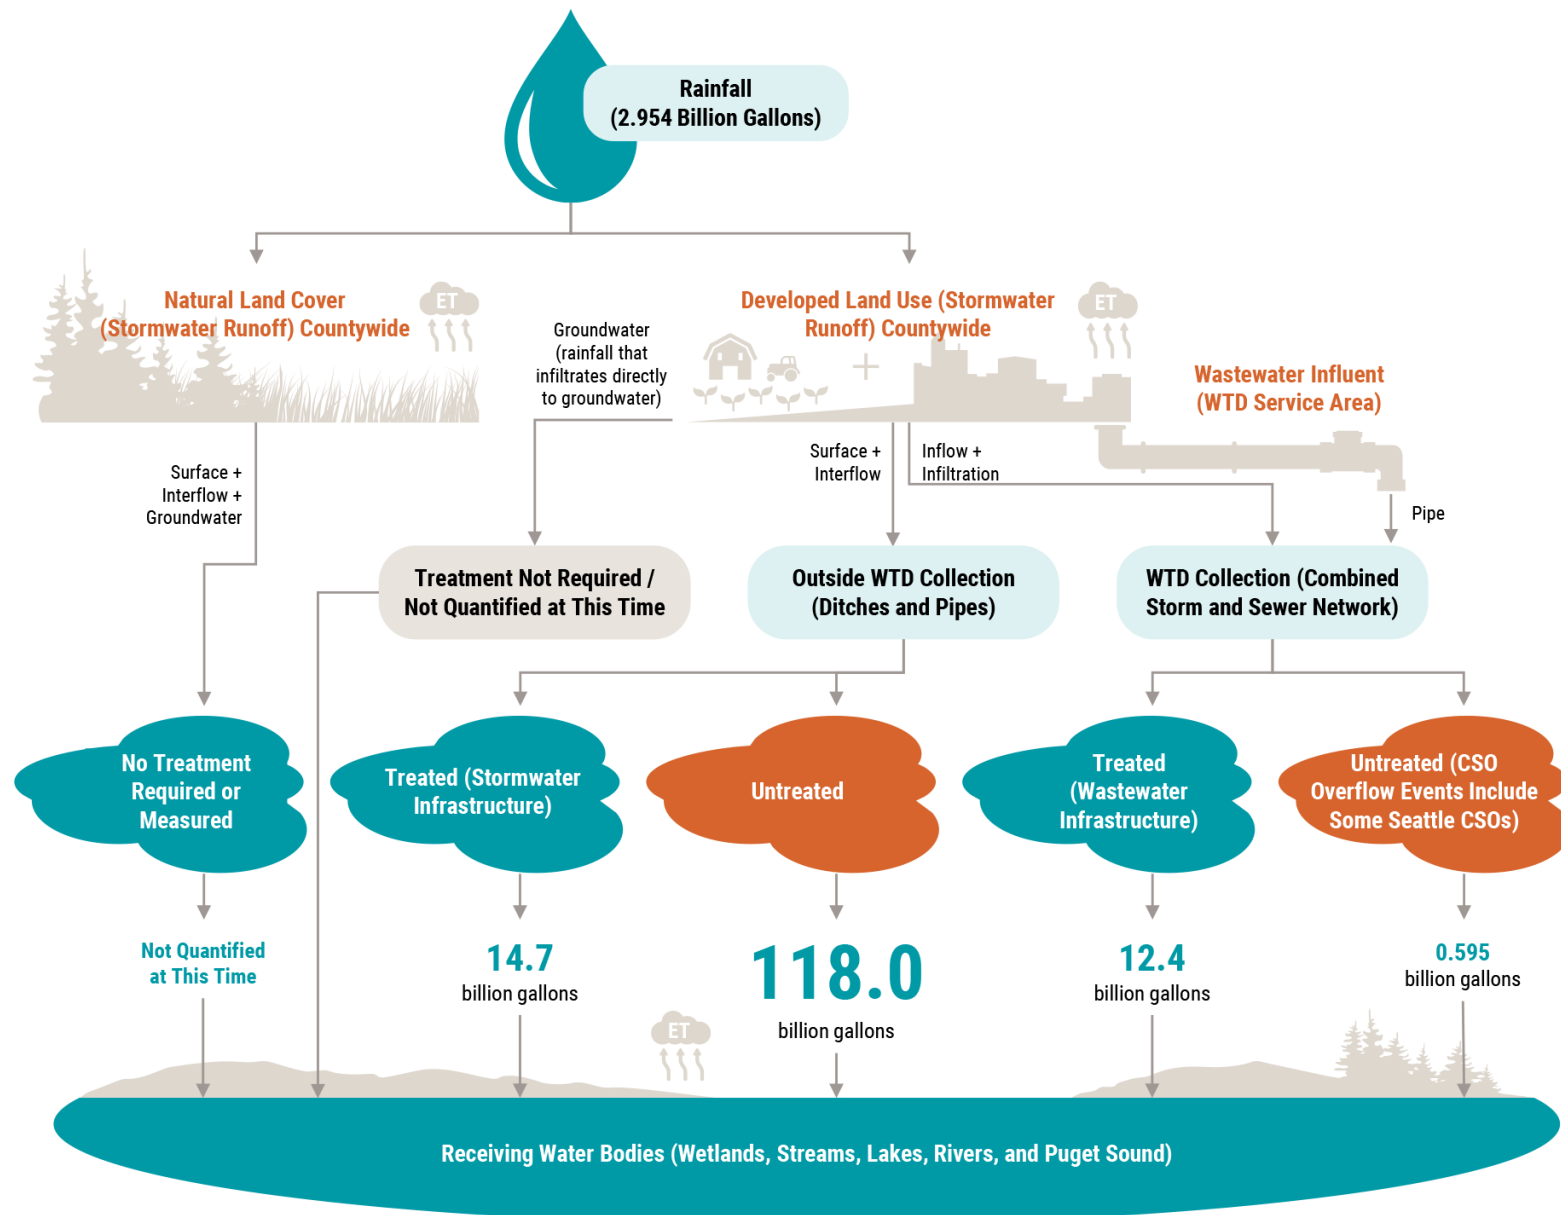 Rainfall
(2.954 Billion Gallons)
Natural Land Cover
(Stormwater Runoff) Countywide
ET
Groundwater
(rainfall that
infiltrates directly
to groundwater)
Developed Land Use (Stormwater
Runoff) Countywide
ET
Wastewater Influent
(WTD Service Area)
Surface +
Interflow +
Groundwater
Surface +
Interflow
Inflow +
Infiltration
Pipe
Treatment Not Required /
Not Quantified at This Time
Outside WTD Collection
(Ditches and Pipes)
WTD Collection (Combined
Storm and Sewer Network)
No Treatment
Required or
Measured
Treated (Stormwater
Infrastructure)
Untreated
Treated
(Wastewater
Infrastructure)
Untreated (CSO
Overflow Events Include
Some Seattle CSOs)
Not Quantified
at This Time
14.7
billion gallons
118.0
billion gallons
12.4
billion gallons
0.595
billion gallons
ET
Receiving Water Bodies (Wetlands, Streams, Lakes, Rivers, and Puget Sound)